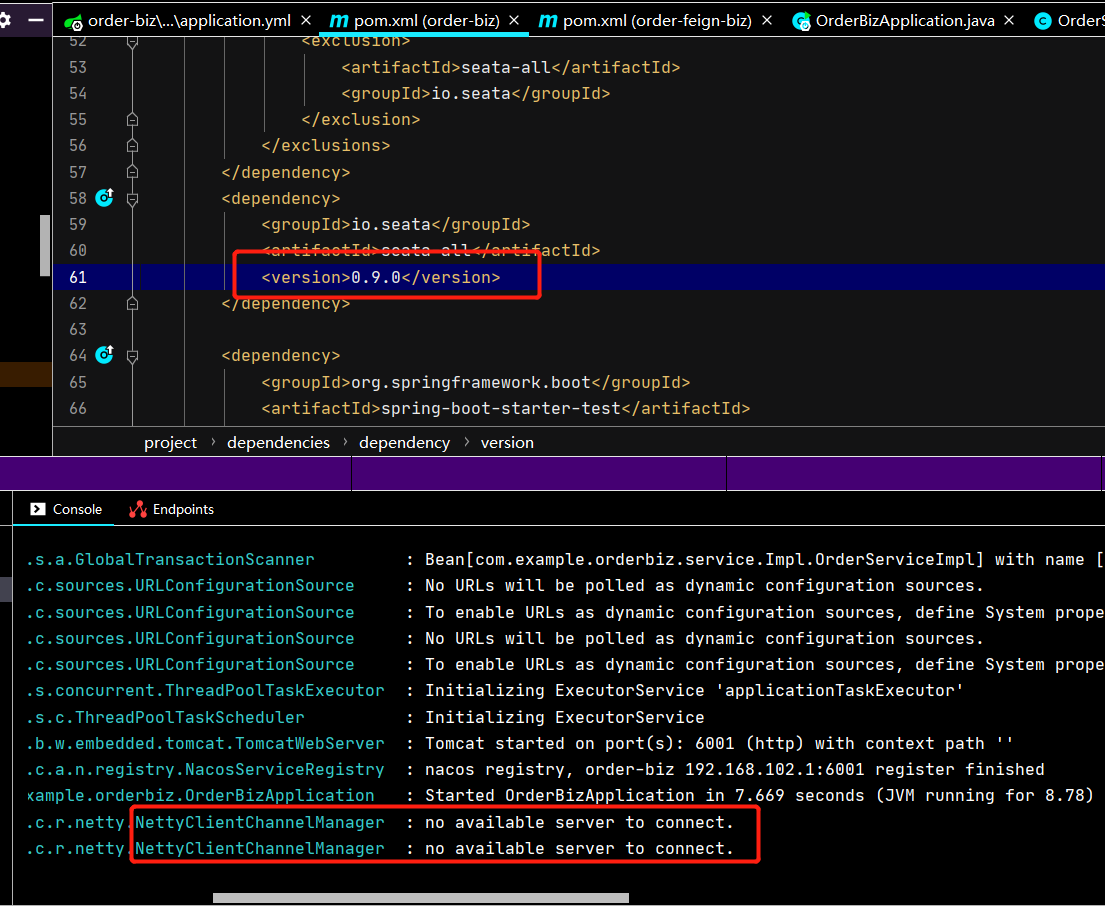 order-biz\...\application.yml × m pom.xml (order-biz) × m pom.xml (order-feign-biz) × OrderBizApplication.java × C OrderS
52 <exclusion>
53 <artifactId>seata-all</artifactId>
54 <groupId>io.seata</groupId>
55 </exclusion>
56 </exclusions>
57 </dependency>
58 <dependency>
59 <groupId>io.seata</groupId>
60 <artifactId>seata-all</artifactId>
61 <version>0.9.0</version>
62 </dependency>
63
64 <dependency>
65 <groupId>org.springframework.boot</groupId>
66 <artifactId>spring-boot-starter-test</artifactId>
project › dependencies › dependency › version
Console Endpoints
.s.a.GlobalTransactionScanner : Bean[com.example.orderbiz.service.Impl.OrderServiceImpl] with name [
.c.sources.URLConfigurationSource : No URLs will be polled as dynamic configuration sources.
.c.sources.URLConfigurationSource : To enable URLs as dynamic configuration sources, define System prope
.c.sources.URLConfigurationSource : No URLs will be polled as dynamic configuration sources.
.c.sources.URLConfigurationSource : To enable URLs as dynamic configuration sources, define System prope
.s.concurrent.ThreadPoolTaskExecutor : Initializing ExecutorService 'applicationTaskExecutor'
.s.c.ThreadPoolTaskScheduler : Initializing ExecutorService
.b.w.embedded.tomcat.TomcatWebServer : Tomcat started on port(s): 6001 (http) with context path ''
.c.a.n.registry.NacosServiceRegistry : nacos registry, order-biz 192.168.102.1:6001 register finished
xample.orderbiz.OrderBizApplication : Started OrderBizApplication in 7.669 seconds (JVM running for 8.78)
.c.r.netty.NettyClientChannelManager : no available server to connect.
.c.r.netty.NettyClientChannelManager : no available server to connect.